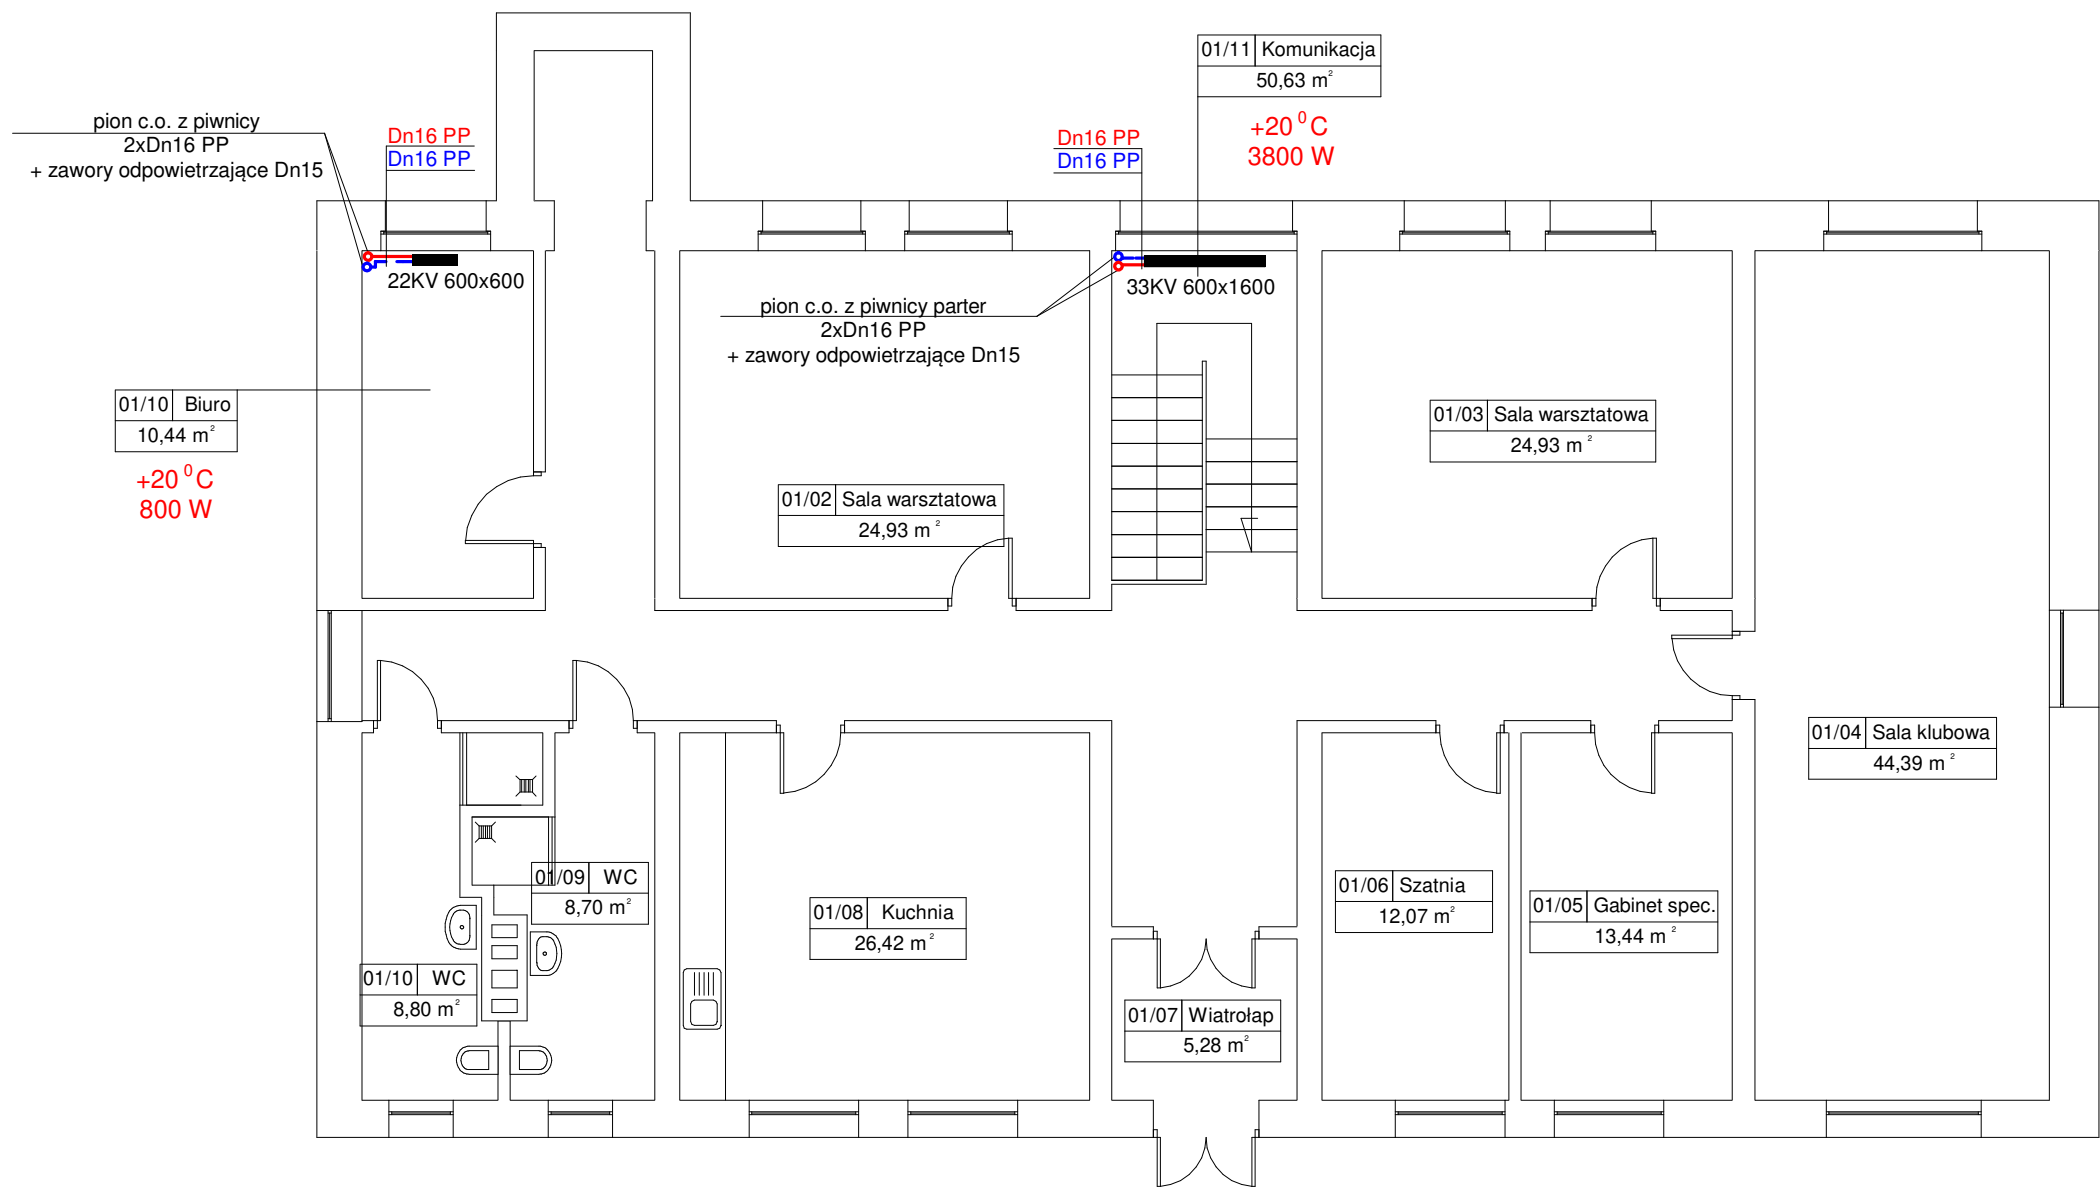 01/11 Komunikacja
50,63 m²
+20 ⁰C
3800 W
pion c.o. z piwnicy
2xDn16 PP
+ zawory odpowietrzające Dn15
Dn16 PP
Dn16 PP
Dn16 PP
Dn16 PP
22KV 600x600
33KV 600x1600
pion c.o. z piwnicy parter
2xDn16 PP
+ zawory odpowietrzające Dn15
01/10 Biuro
10,44 m²
+20 ⁰C
800 W
01/02 Sala warsztatowa
24,93 m²
01/03 Sala warsztatowa
24,93 m²
01/04 Sala klubowa
44,39 m²
01/09 WC
8,70 m²
01/10 WC
8,80 m²
01/08 Kuchnia
26,42 m²
01/07 Wiatrołap
5,28 m²
01/06 Szatnia
12,07 m²
01/05 Gabinet spec.
13,44 m²